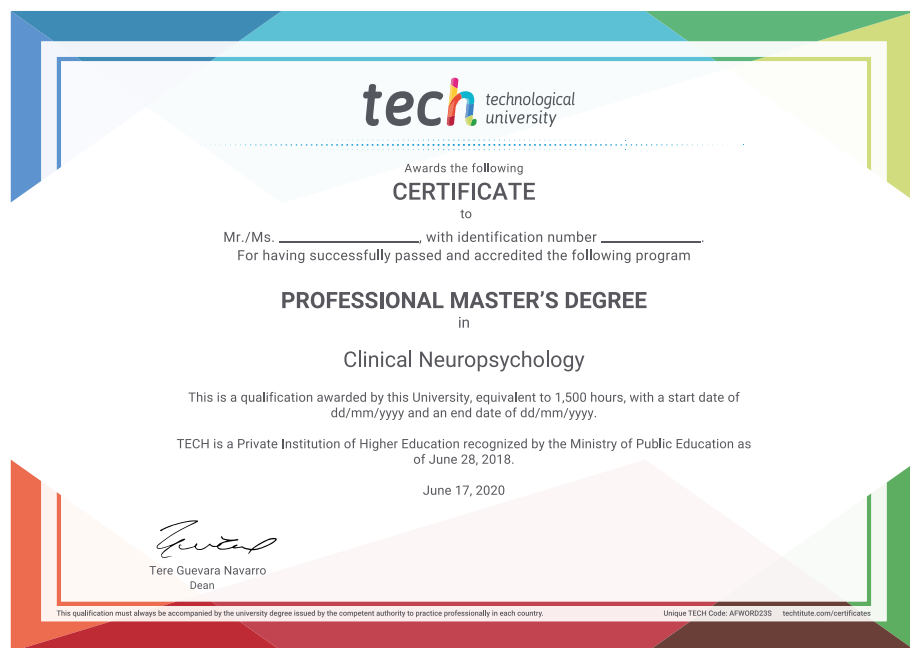 tech technological
university
Awards the following
CERTIFICATE
to
Mr./Ms. ____________________, with identification number ______________.
For having successfully passed and accredited the following program
PROFESSIONAL MASTER’S DEGREE
in
Clinical Neuropsychology
This is a qualification awarded by this University, equivalent to 1,500 hours, with a start date of
dd/mm/yyyy and an end date of dd/mm/yyyy.
TECH is a Private Institution of Higher Education recognized by the Ministry of Public Education as
of June 28, 2018.
June 17, 2020
Tere Guevara Navarro
Dean
This qualification must always be accompanied by the university degree issued by the competent authority to practice professionally in each country. Unique TECH Code: AFWORD23S techtitute.com/certificates